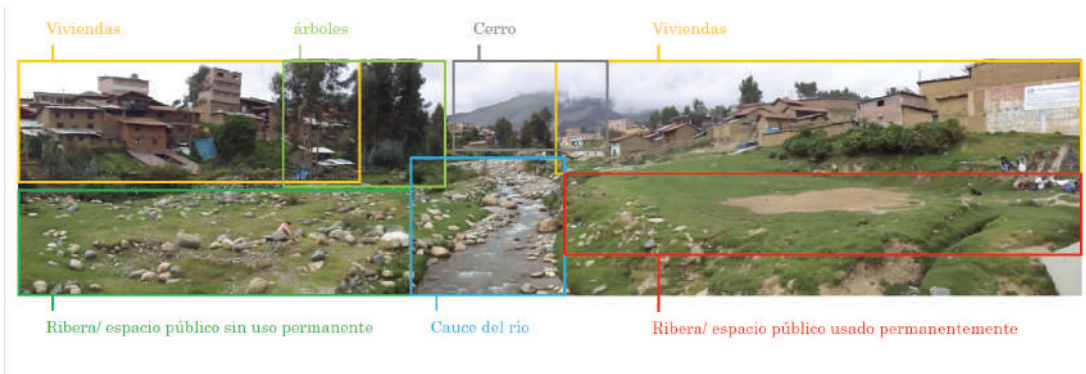 Viviendas
árboles
Cerro
Viviendas
Ribera/ espacio público sin uso permanente
Cauce del río
Ribera/ espacio público usado permanentemente